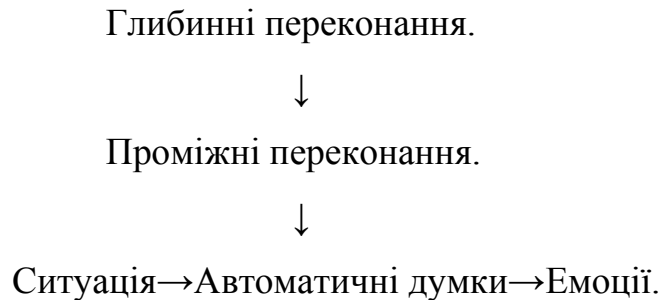 Глибинні переконання.
↓
Проміжні переконання.
↓
Ситуація→Автоматичні думки→Емоції.